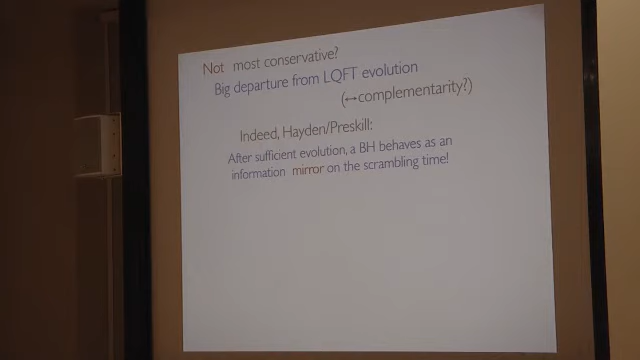 Not most conservative?
Big departure from LQFT evolution
(↔complementarity?)
Indeed, Hayden/Preskill:
After sufficient evolution, a BH behaves as an
information mirror on the scrambling time!